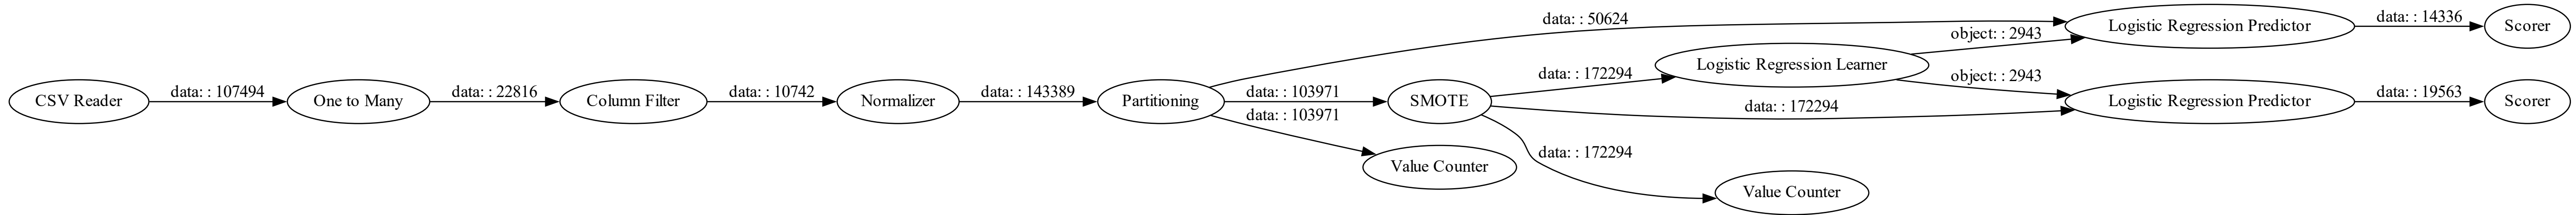 CSV Reader
data: : 107494
One to Many
data: : 22816
Column Filter
data: : 10742
Normalizer
data: : 143389
Partitioning
data: : 50624
data: : 103971
data: : 103971
SMOTE
Value Counter
data: : 172294
data: : 172294
data: : 172294
Logistic Regression Learner
Value Counter
object: : 2943
object: : 2943
Logistic Regression Predictor
data: : 14336
Scorer
Logistic Regression Predictor
data: : 19563
Scorer